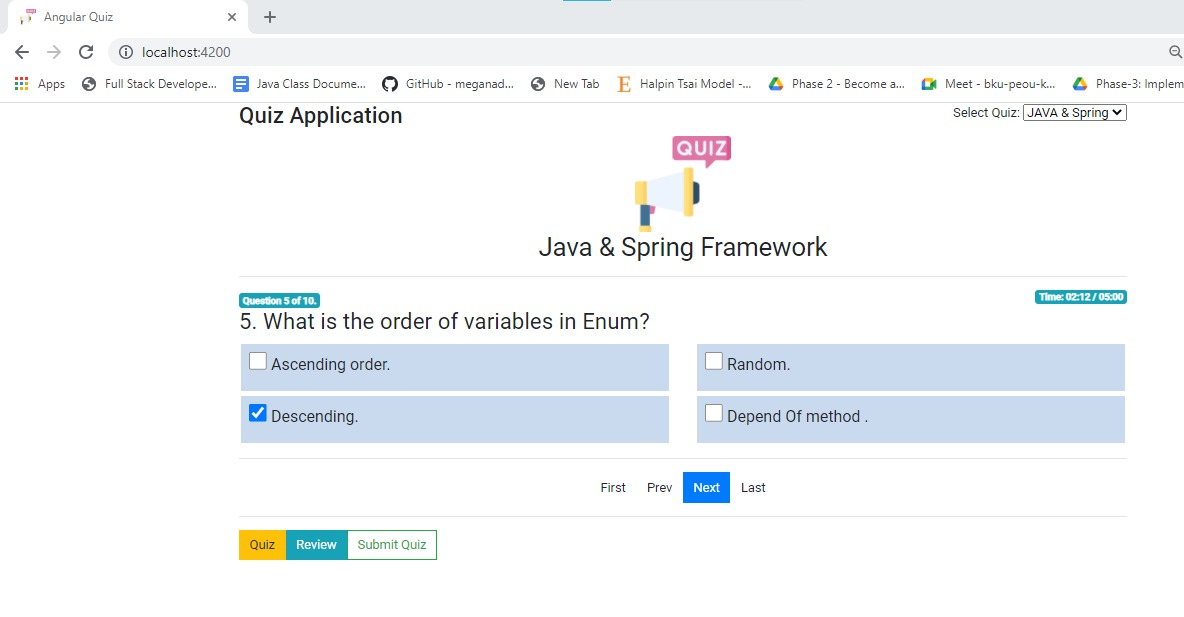 Angular Quiz
localhost:4200
Apps Full Stack Develope... Java Class Docume... GitHub - meganad... New Tab Halpin Tsai Model -... Phase 2 - Become a... Meet - bku-peou-k... Phase-3: Implem
Quiz Application Select Quiz: JAVA & Spring
QUIZ
Java & Spring Framework
Question 5 of 10. Time: 02:12 / 05:00
5. What is the order of variables in Enum?
Ascending order. Random.
Descending. Depend Of method .
First Prev Next Last
Quiz Review Submit Quiz